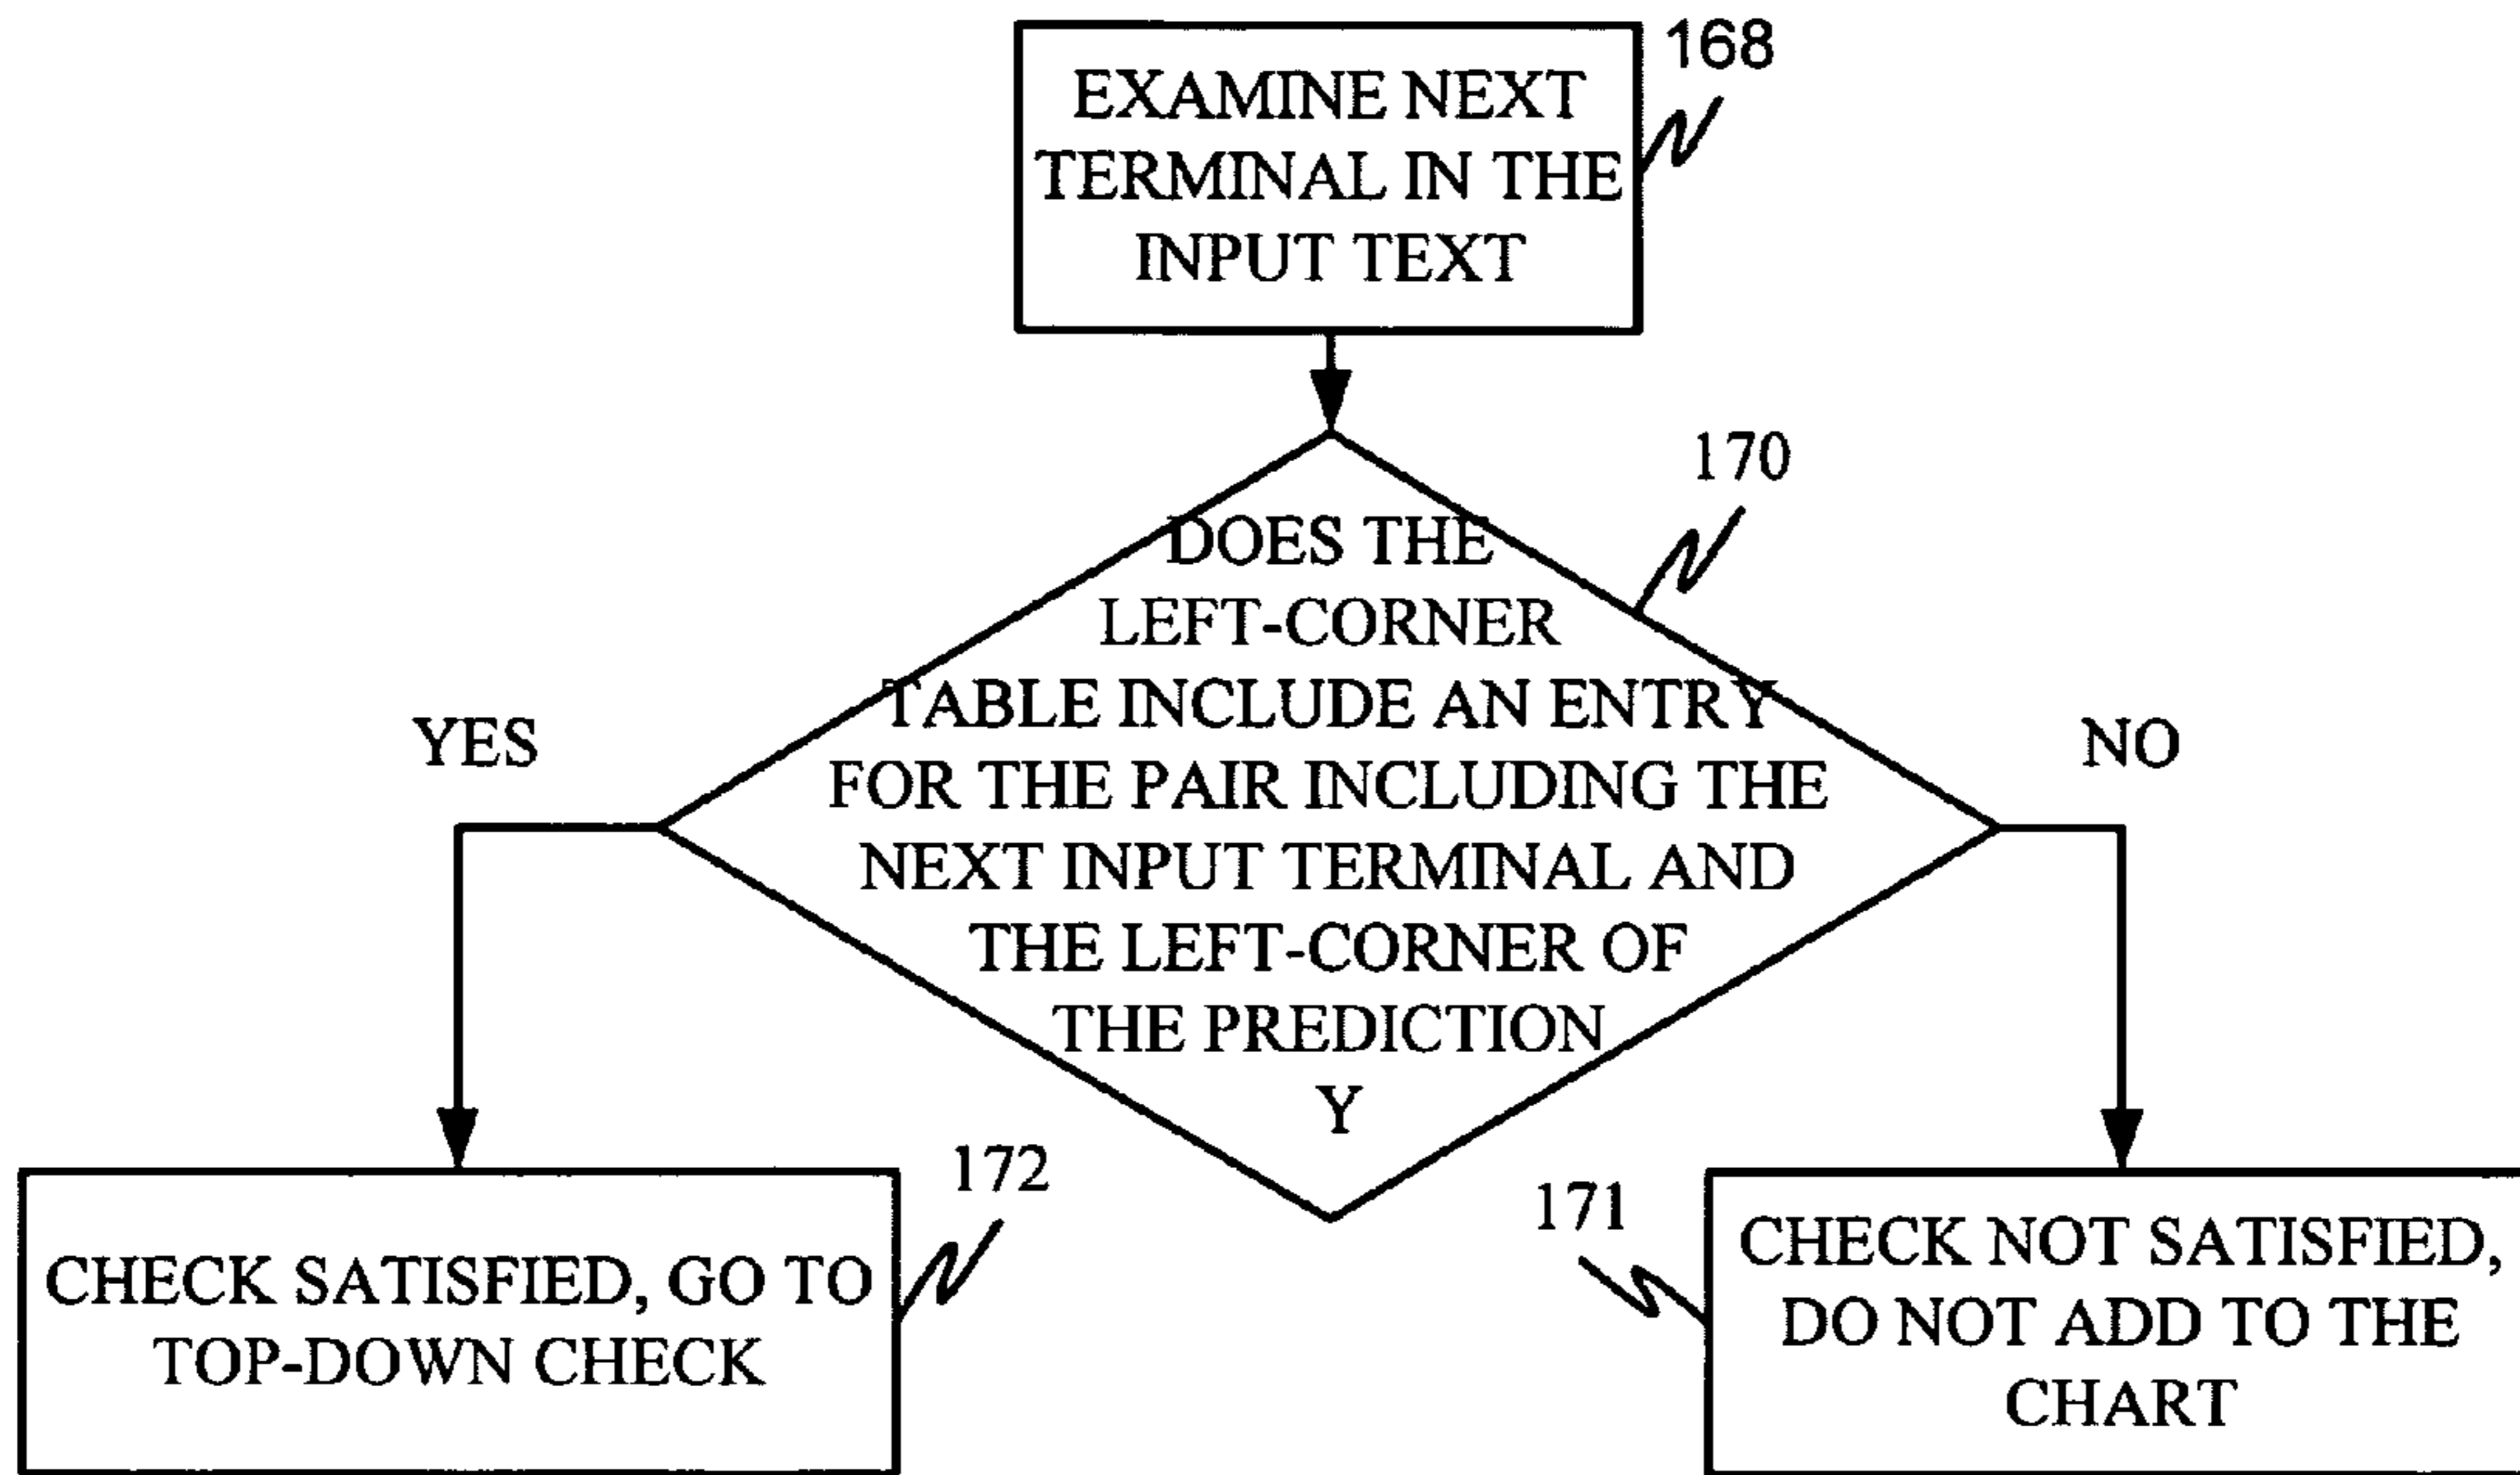 168
EXAMINE NEXT
TERMINAL IN THE
INPUT TEXT
170
DOES THE
LEFT-CORNER
TABLE INCLUDE AN ENTRY
FOR THE PAIR INCLUDING THE
NEXT INPUT TERMINAL AND
THE LEFT-CORNER OF
THE PREDICTION
Y
YES
NO
172
CHECK SATISFIED, GO TO
TOP-DOWN CHECK
171
CHECK NOT SATISFIED,
DO NOT ADD TO THE
CHART